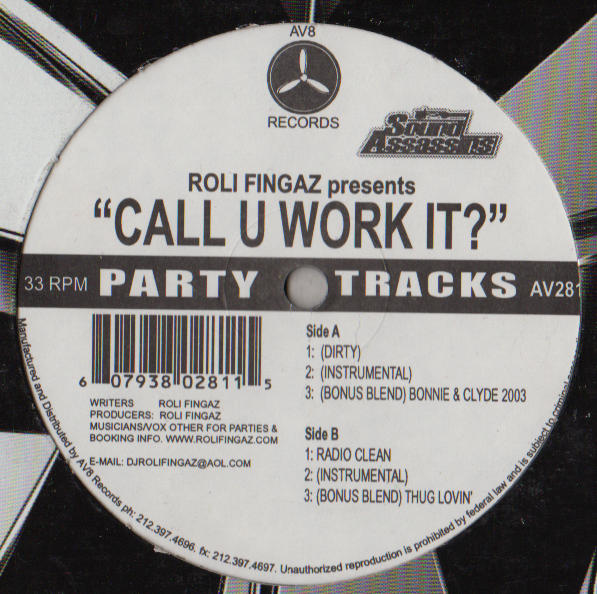 AV8
RECORDS
The Sound
Assassins
ROLI FINGAZ presents
“CALL U WORK IT?”
33 RPM PARTY TRACKS AV281
6 07938 02811 5
WRITERS ROLI FINGAZ
PRODUCERS: ROLI FINGAZ
MUSICIANS/VOX OTHER FOR PARTIES &
BOOKING INFO. WWW.ROLIFINGAZ.COM
E-MAIL: DJROLIFINGAZ@AOL.COM
Side A
1: (DIRTY)
2: (INSTRUMENTAL)
3: (BONUS BLEND) BONNIE & CLYDE 2003
Side B
1: RADIO CLEAN
2: (INSTRUMENTAL)
3: (BONUS BLEND) THUG LOVIN'
Manufactured and Distributed by AV8 Records ph: 212.397.4696. fx: 212.397.4697. Unauthorized reproduction is prohibited by federal law and is subject to criminal